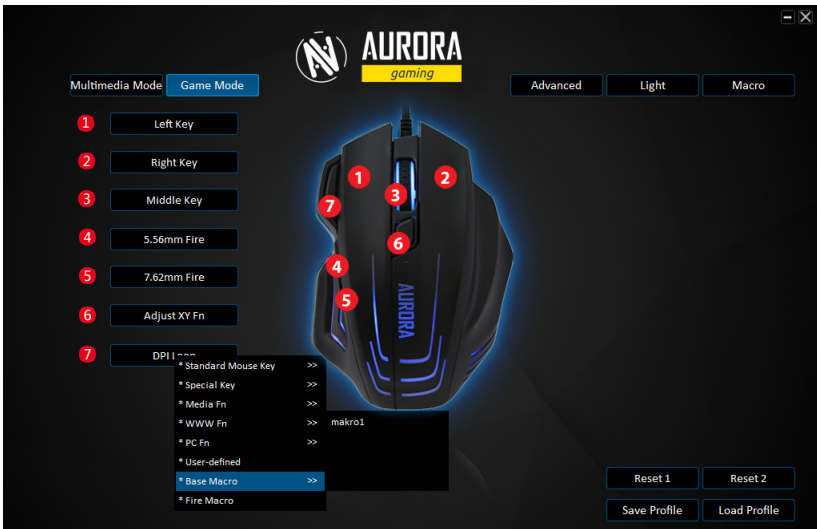 AURORA
gaming
Multimedia Mode
Game Mode
Advanced
Light
Macro
1 Left Key
2 Right Key
3 Middle Key
4 5.56mm Fire
5 7.62mm Fire
6 Adjust XY Fn
7 DPI Loop
1
2
3
7
6
4
5
AURORA
* Standard Mouse Key >>
* Special Key >>
* Media Fn >>
* WWW Fn >>
* PC Fn >>
* User-defined
* Base Macro >>
* Fire Macro
makro1
Reset 1
Reset 2
Save Profile
Load Profile